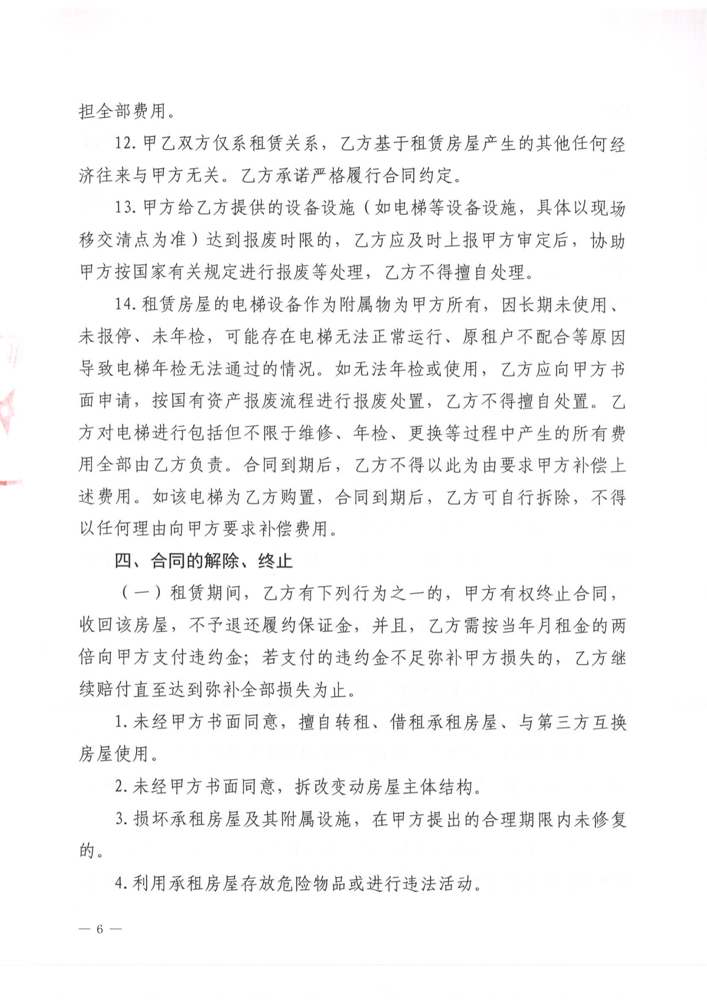 担全部费用。
12. 甲乙双方仅系租赁关系，乙方基于租赁房屋产生的其他任何经
济往来与甲方无关。乙方承诺严格履行合同约定。
13. 甲方给乙方提供的设备设施（如电梯等设备设施，具体以现场
移交清点为准）达到报废时限的，乙方应及时上报甲方审定后，协助
甲方按国家有关规定进行报废等处理，乙方不得擅自处理。
14. 租赁房屋的电梯设备作为附属物为甲方所有，因长期未使用、
未报停、未年检，可能存在电梯无法正常运行、原租户不配合等原因
导致电梯年检无法通过的情况。如无法年检或使用，乙方应向甲方书
面申请，按国有资产报废流程进行报废处置，乙方不得擅自处置。乙
方对电梯进行包括但不限于维修、年检、更换等过程中产生的所有费
用全部由乙方负责。合同到期后，乙方不得以此为由要求甲方补偿上
述费用。如该电梯为乙方购置，合同到期后，乙方可自行拆除，不得
以任何理由向甲方要求补偿费用。
四、合同的解除、终止
（一）租赁期间，乙方有下列行为之一的，甲方有权终止合同，
收回该房屋，不予退还履约保证金，并且，乙方需按当年月租金的两
倍向甲方支付违约金；若支付的违约金不足弥补甲方损失的，乙方继
续赔付直至达到弥补全部损失为止。
1. 未经甲方书面同意，擅自转租、借租承租房屋、与第三方互换
房屋使用。
2. 未经甲方书面同意，拆改变动房屋主体结构。
3. 损坏承租房屋及其附属设施，在甲方提出的合理期限内未修复
的。
4. 利用承租房屋存放危险物品或进行违法活动。
— 6 —